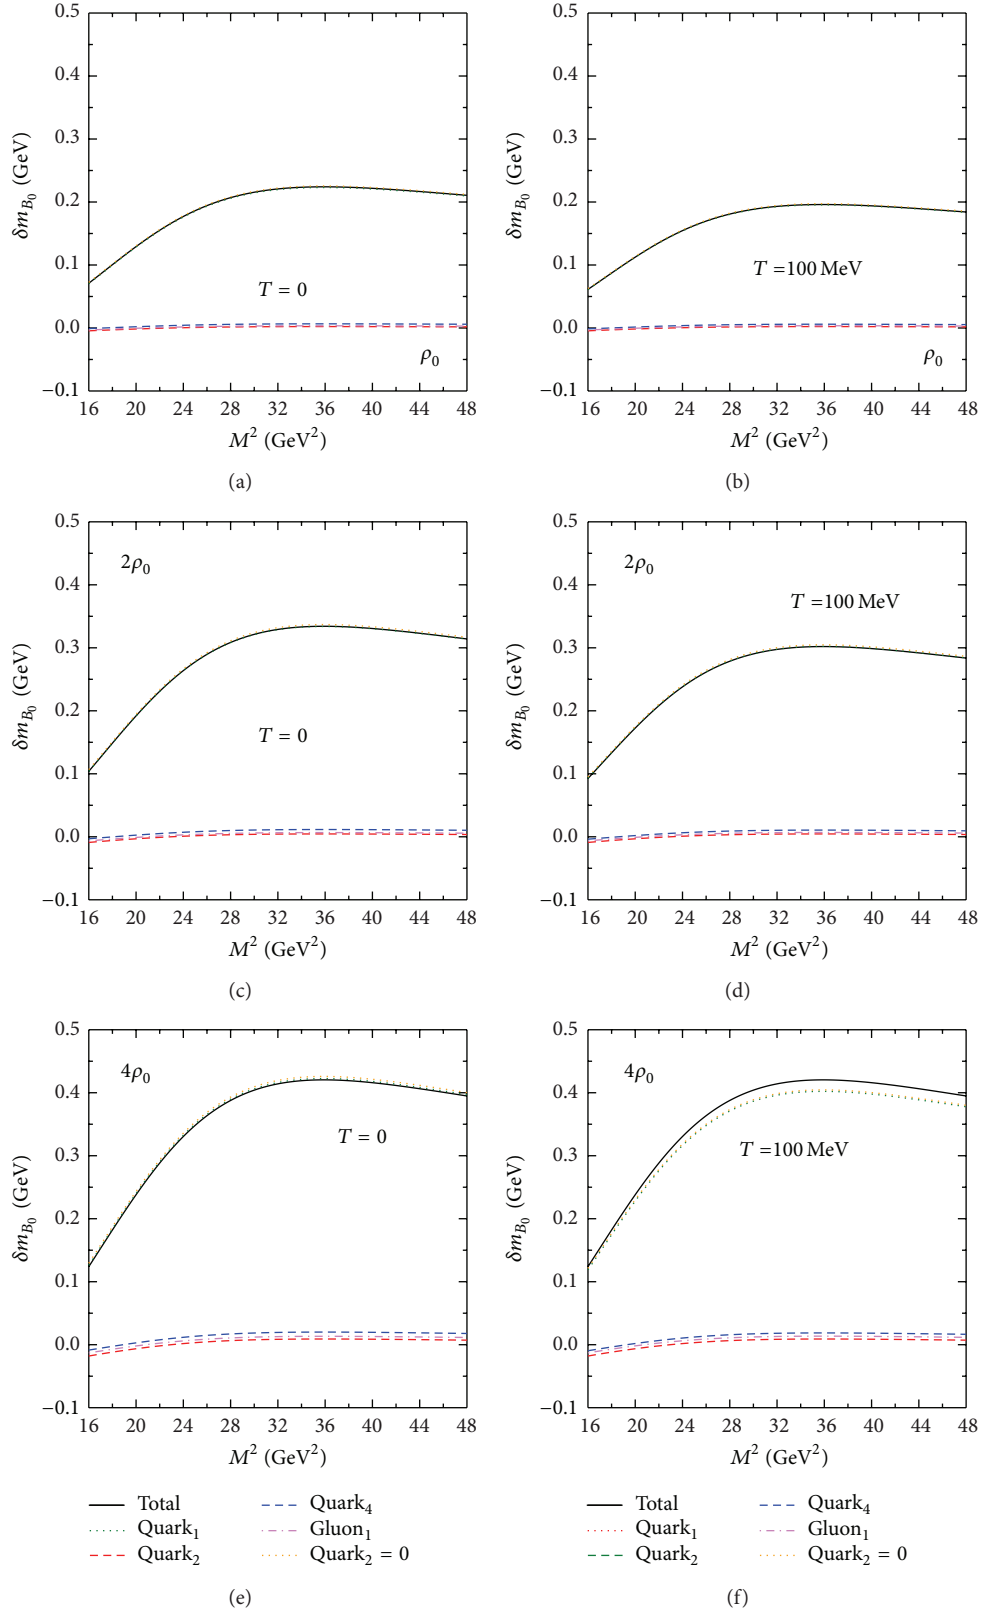 0.5
0.4
0.3
0.2
0.1
0.0
−0.1
δm_{B_0} (GeV)
T = 0
ρ_0
16 20 24 28 32 36 40 44 48
M^2 (GeV^2)
(a)
0.5
0.4
0.3
0.2
0.1
0.0
−0.1
δm_{B_0} (GeV)
T =100 MeV
ρ_0
16 20 24 28 32 36 40 44 48
M^2 (GeV^2)
(b)
0.5
0.4
0.3
0.2
0.1
0.0
−0.1
δm_{B_0} (GeV)
2ρ_0
T = 0
16 20 24 28 32 36 40 44 48
M^2 (GeV^2)
(c)
0.5
0.4
0.3
0.2
0.1
0.0
−0.1
δm_{B_0} (GeV)
2ρ_0
T =100 MeV
16 20 24 28 32 36 40 44 48
M^2 (GeV^2)
(d)
0.5
0.4
0.3
0.2
0.1
0.0
−0.1
δm_{B_0} (GeV)
4ρ_0
T = 0
16 20 24 28 32 36 40 44 48
M^2 (GeV^2)
Total
Quark_1
Quark_2
Quark_4
Gluon_1
Quark_2 = 0
(e)
0.5
0.4
0.3
0.2
0.1
0.0
−0.1
δm_{B_0} (GeV)
4ρ_0
T =100 MeV
16 20 24 28 32 36 40 44 48
M^2 (GeV^2)
Total
Quark_1
Quark_2
Quark_4
Gluon_1
Quark_2 = 0
(f)